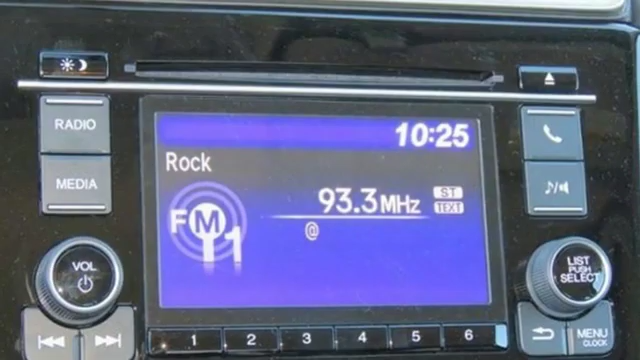 10:25
RADIO
Rock
MEDIA
93.3MHz
ST
TEXT
FM
1
@
VOL
LIST
PUSH
SELECT
1 2 3 4 5 6
MENU
CLOCK